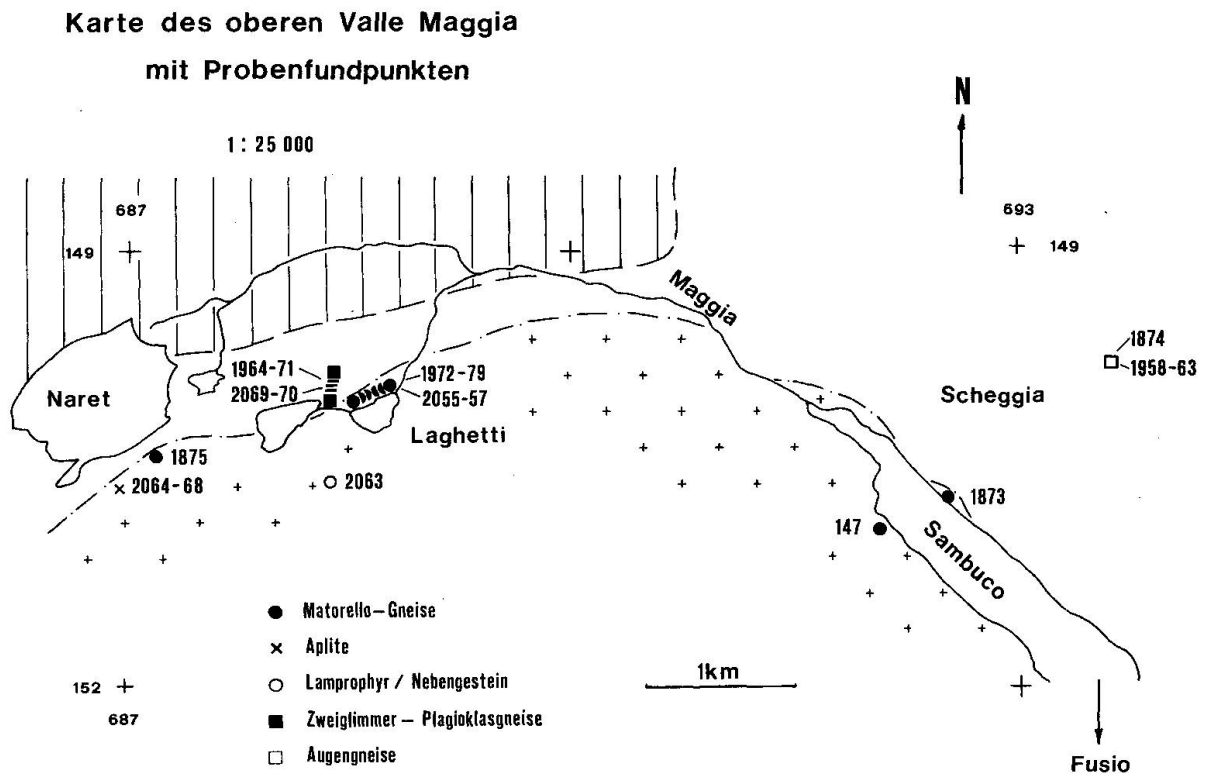 Karte des oberen Valle Maggia
mit Probenfundpunkten
1 : 25 000
N
687
693
149
149
Maggia
1964-71
2069-70
1972-79
2055-57
1874
1958-63
Naret
Scheggia
Laghetti
1875
2064-68
2063
1873
147
Sambuco
Matorello-Gneise
Aplite
Lamprophyr / Nebengestein
Zweiglimmer - Plagioklasgneise
Augengneise
1km
152
687
Fusio